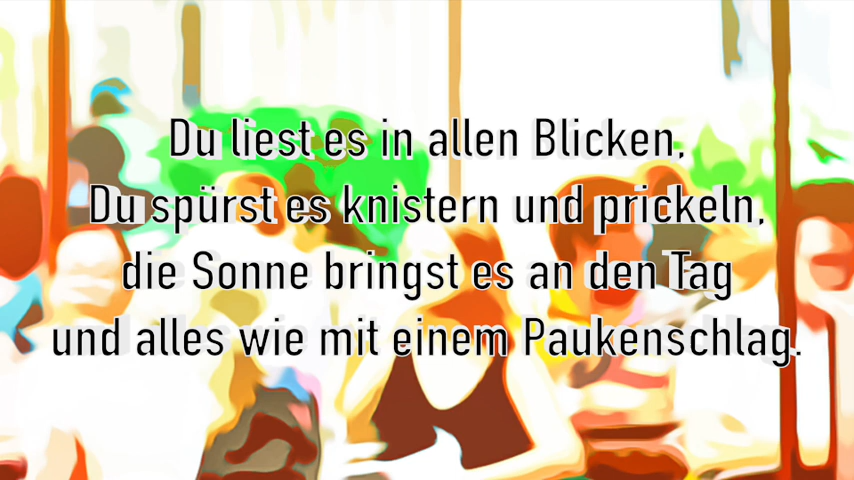 Du liest es in allen Blicken,
Du spürst es knistern und prickeln,
die Sonne bringst es an den Tag
und alles wie mit einem Paukenschlag.